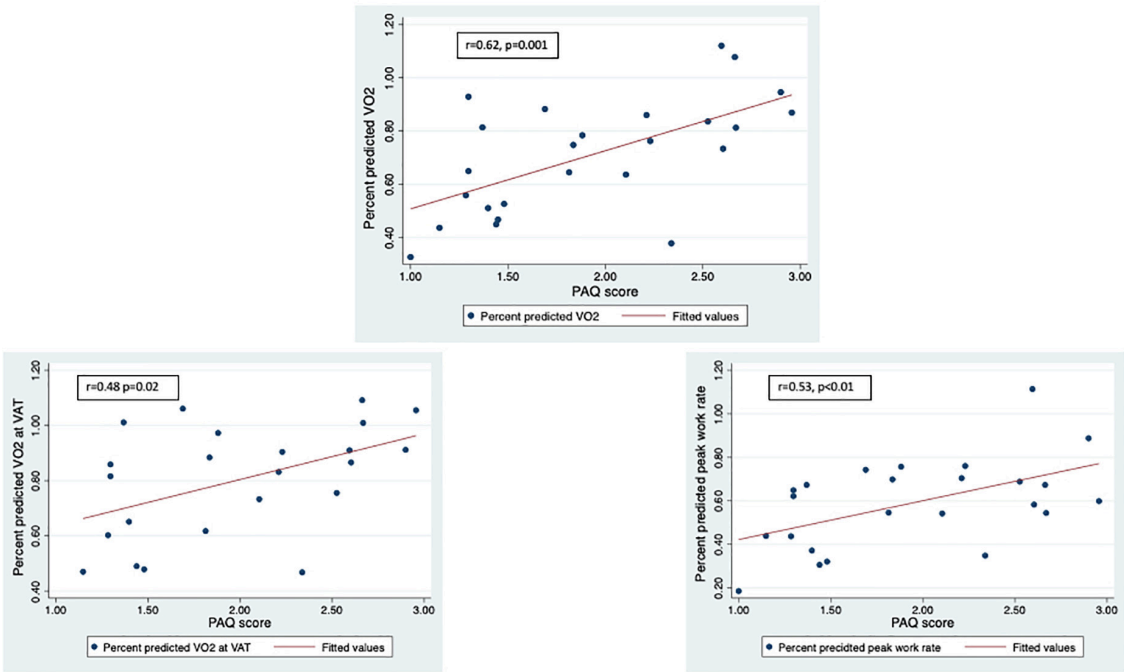 1.20
r=0.62, p=0.001
1.00
0.80
0.60
0.40
Percent predicted VO2
1.00
1.50
2.00
2.50
3.00
PAQ score
Percent predicted VO2
Fitted values
1.20
r=0.48 p=0.02
1.00
0.80
0.60
0.40
Percent predicted VO2 at VAT
1.00
1.50
2.00
2.50
3.00
PAQ score
Percent predicted VO2 at VAT
Fitted values
1.20
r=0.53, p<0.01
1.00
0.80
0.60
0.40
0.20
Percent predicted peak work rate
1.00
1.50
2.00
2.50
3.00
PAQ score
Percent precidted peak work rate
Fitted values